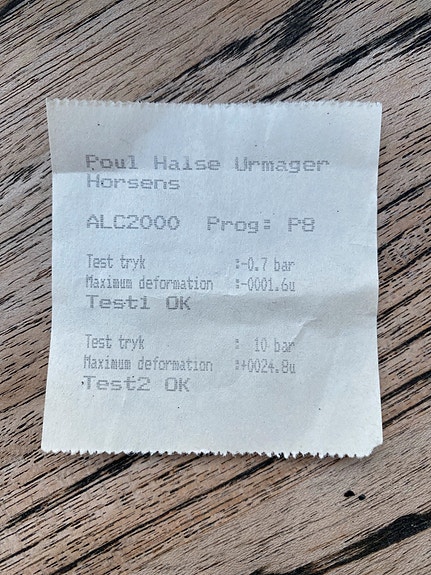 Poul Halse Urmager
Horsens
ALC2000 Prog: P8
Test tryk :-0.7 bar
Maximum deformation :-0001.6u
Test1 OK
Test tryk : 10 bar
Maximum deformation :+0024.8u
Test2 OK